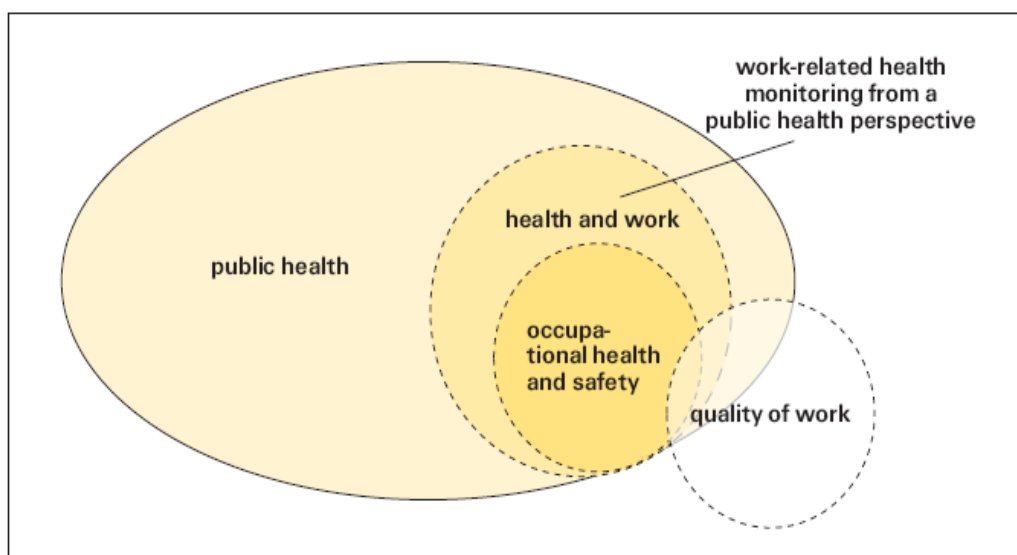 work-related health
monitoring from a
public health perspective
health and work
public health
occupa-
tional health
and safety
quality of work